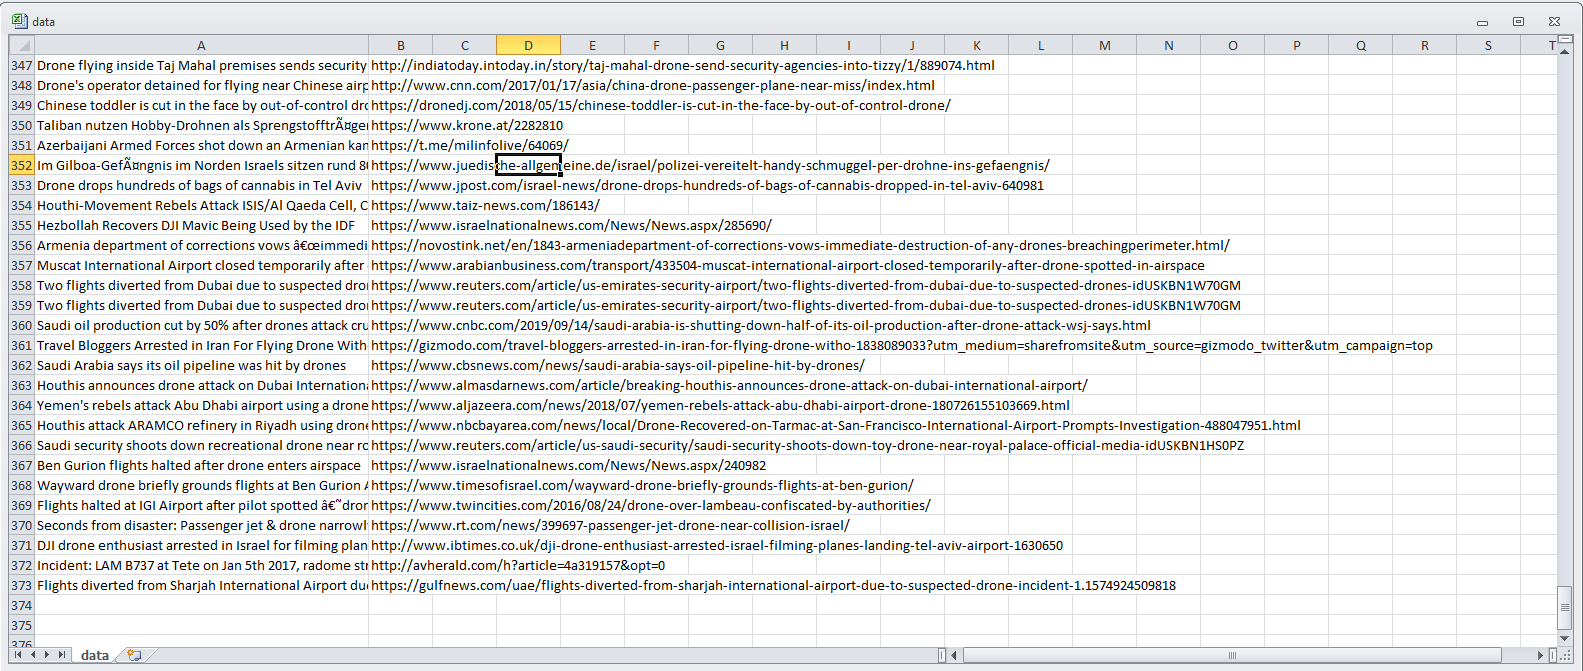 data
A B C D E F G H I J K L M N O P Q R S T
347 Drone flying inside Taj Mahal premises sends security http://indiatoday.intoday.in/story/taj-mahal-drone-send-security-agencies-into-tizzy/1/889074.html
348 Drone's operator detained for flying near Chinese airp http://www.cnn.com/2017/01/17/asia/china-drone-passenger-plane-near-miss/index.html
349 Chinese toddler is cut in the face by out-of-control dro https://dronedj.com/2018/05/15/chinese-toddler-is-cut-in-the-face-by-out-of-control-drone/
350 Taliban nutzen Hobby-Drohnen als SprengstofftrÃ¤ger https://www.krone.at/2282810
351 Azerbaijani Armed Forces shot down an Armenian kam https://t.me/milinfolive/64069/
352 Im Gilboa-GefÃ¤ngnis im Norden Israels sitzen rund 80 https://www.juedische-allgemeine.de/israel/polizei-vereitelt-handy-schmuggel-per-drohne-ins-gefaengnis/
353 Drone drops hundreds of bags of cannabis in Tel Aviv https://www.jpost.com/israel-news/drone-drops-hundreds-of-bags-of-cannabis-dropped-in-tel-aviv-640981
354 Houthi-Movement Rebels Attack ISIS/Al Qaeda Cell, C https://www.taiz-news.com/186143/
355 Hezbollah Recovers DJI Mavic Being Used by the IDF https://www.israelnationalnews.com/News/News.aspx/285690/
356 Armenia department of corrections vows â€œimmedi https://novostink.net/en/1843-armeniadepartment-of-corrections-vows-immediate-destruction-of-any-drones-breachingperimeter.html/
357 Muscat International Airport closed temporarily after https://www.arabianbusiness.com/transport/433504-muscat-international-airport-closed-temporarily-after-drone-spotted-in-airspace
358 Two flights diverted from Dubai due to suspected dro https://www.reuters.com/article/us-emirates-security-airport/two-flights-diverted-from-dubai-due-to-suspected-drones-idUSKBN1W70GM
359 Two flights diverted from Dubai due to suspected dro https://www.reuters.com/article/us-emirates-security-airport/two-flights-diverted-from-dubai-due-to-suspected-drones-idUSKBN1W70GM
360 Saudi oil production cut by 50% after drones attack cru https://www.cnbc.com/2019/09/14/saudi-arabia-is-shutting-down-half-of-its-oil-production-after-drone-attack-wsj-says.html
361 Travel Bloggers Arrested in Iran For Flying Drone With https://gizmodo.com/travel-bloggers-arrested-in-iran-for-flying-drone-witho-1838089033?utm_medium=sharefromsite&utm_source=gizmodo_twitter&utm_campaign=top
362 Saudi Arabia says its oil pipeline was hit by drones https://www.cbsnews.com/news/saudi-arabia-says-oil-pipeline-hit-by-drones/
363 Houthis announces drone attack on Dubai Internationa https://www.almasdarnews.com/article/breaking-houthis-announces-drone-attack-on-dubai-international-airport/
364 Yemen's rebels attack Abu Dhabi airport using a drone https://www.aljazeera.com/news/2018/07/yemen-rebels-attack-abu-dhabi-airport-drone-180726155103669.html
365 Houthis attack ARAMCO refinery in Riyadh using drone https://www.nbcbayarea.com/news/local/Drone-Recovered-on-Tarmac-at-San-Francisco-International-Airport-Prompts-Investigation-488047951.html
366 Saudi security shoots down recreational drone near ro https://www.reuters.com/article/us-saudi-security/saudi-security-shoots-down-toy-drone-near-royal-palace-official-media-idUSKBN1HS0PZ
367 Ben Gurion flights halted after drone enters airspace https://www.israelnationalnews.com/News/News.aspx/240982
368 Wayward drone briefly grounds flights at Ben Gurion A https://www.timesofisrael.com/wayward-drone-briefly-grounds-flights-at-ben-gurion/
369 Flights halted at IGI Airport after pilot spotted â€˜dron https://www.twincities.com/2016/08/24/drone-over-lambeau-confiscated-by-authorities/
370 Seconds from disaster: Passenger jet & drone narrowl https://www.rt.com/news/399697-passenger-jet-drone-near-collision-israel/
371 DJI drone enthusiast arrested in Israel for filming plan http://www.ibtimes.co.uk/dji-drone-enthusiast-arrested-israel-filming-planes-landing-tel-aviv-airport-1630650
372 Incident: LAM B737 at Tete on Jan 5th 2017, radome str http://avherald.com/h?article=4a319157&opt=0
373 Flights diverted from Sharjah International Airport due https://gulfnews.com/uae/flights-diverted-from-sharjah-international-airport-due-to-suspected-drone-incident-1.1574924509818
374
375
376
data